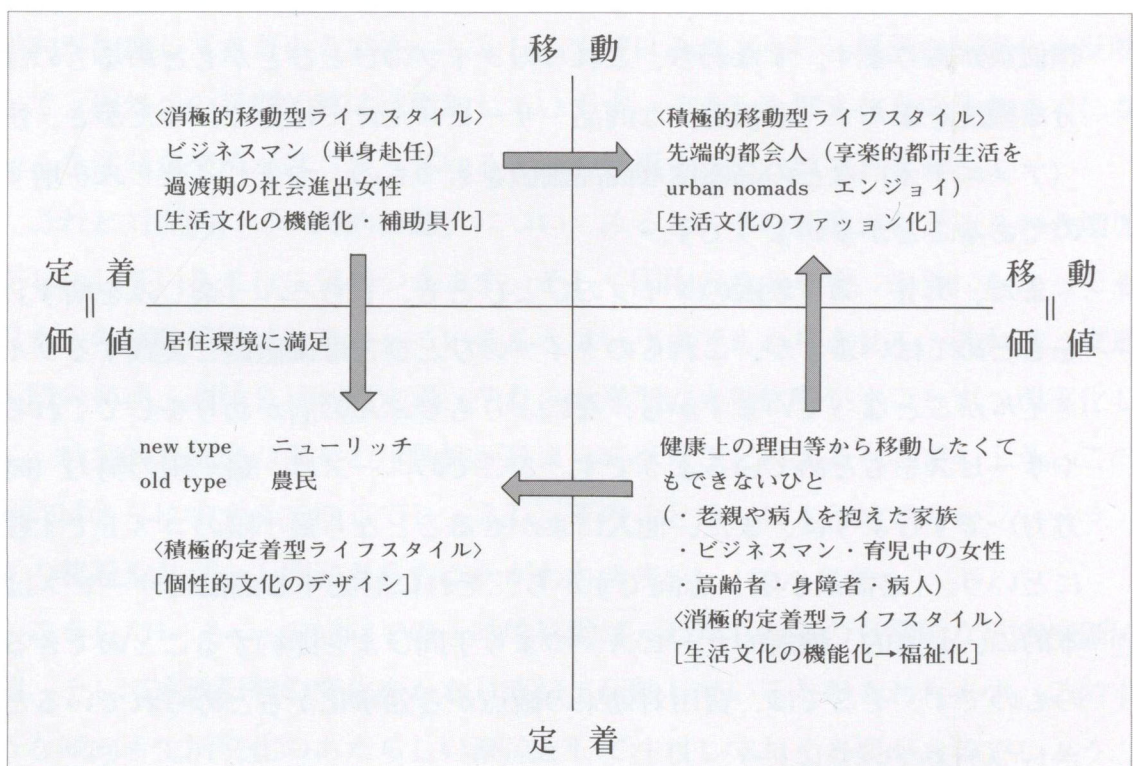 移 動
〈消極的移動型ライフスタイル〉
ビジネスマン（単身赴任）
過渡期の社会進出女性
[生活文化の機能化・補助具化]
〈積極的移動型ライフスタイル〉
先端的都会人（享楽的都市生活を
urban nomads　エンジョイ）
[生活文化のファッション化]
定 着
‖
価 値
移 動
‖
価 値
居住環境に満足
new type　ニューリッチ
old type　農民
〈積極的定着型ライフスタイル〉
[個性的文化のデザイン]
健康上の理由等から移動したくて
もできないひと
（・老親や病人を抱えた家族
・ビジネスマン・育児中の女性
・高齢者・身障者・病人）
〈消極的定着型ライフスタイル〉
[生活文化の機能化→福祉化]
定 着